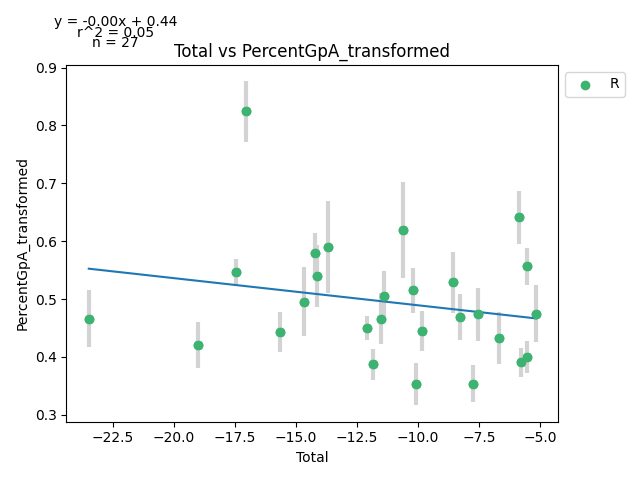 y = -0.00x + 0.44
r^2 = 0.05
n = 27
Total vs PercentGpA_transformed
R
PercentGpA_transformed
0.9
0.8
0.7
0.6
0.5
0.4
0.3
−22.5 −20.0 −17.5 −15.0 −12.5 −10.0 −7.5 −5.0
Total